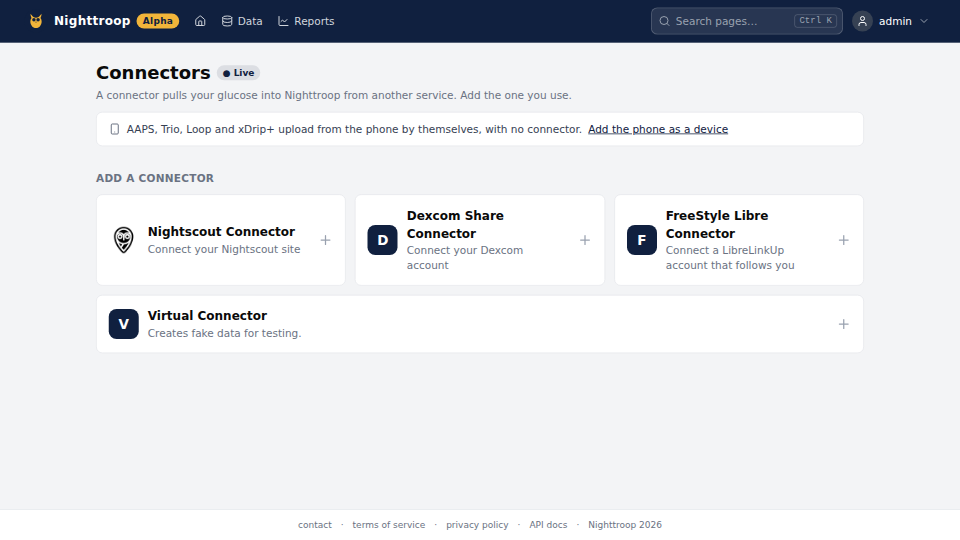 Nighttroop Alpha Data Reports Search pages... Ctrl K admin
Connectors Live
A connector pulls your glucose into Nighttroop from another service. Add the one you use.
AAPS, Trio, Loop and xDrip+ upload from the phone by themselves, with no connector. Add the phone as a device
ADD A CONNECTOR
Nightscout Connector
Connect your Nightscout site
D
Dexcom Share
Connector
Connect your Dexcom
account
F
FreeStyle Libre
Connector
Connect a LibreLinkUp
account that follows you
V
Virtual Connector
Creates fake data for testing.
contact · terms of service · privacy policy · API docs · Nighttroop 2026